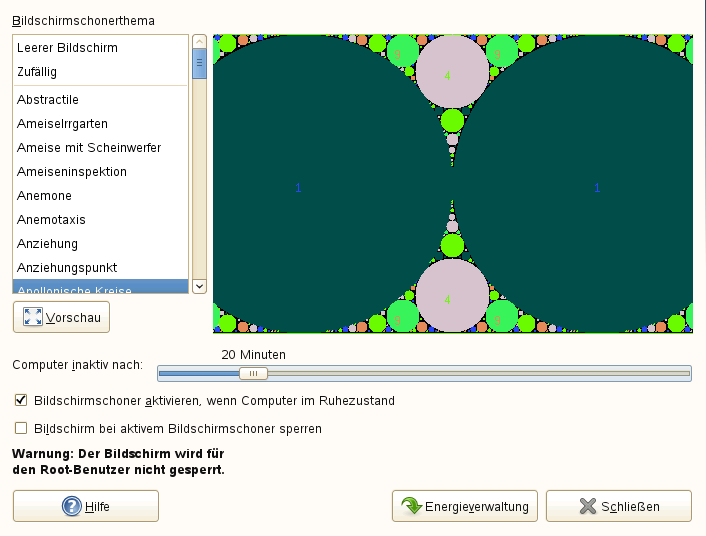 Bildschirmschonerthema
Leerer Bildschirm
Zufällig
Abstractile
AmeiseIrrgarten
Ameise mit Scheinwerfer
Ameiseninspektion
Anemone
Anemotaxis
Anziehung
Anziehungspunkt
Apollonische Kreise
3 4 3
1 1
4
3 3
Vorschau
Computer inaktiv nach:
20 Minuten
Bildschirmschoner aktivieren, wenn Computer im Ruhezustand
Bildschirm bei aktivem Bildschirmschoner sperren
Warnung: Der Bildschirm wird für
den Root-Benutzer nicht gesperrt.
Hilfe
Energieverwaltung
Schließen